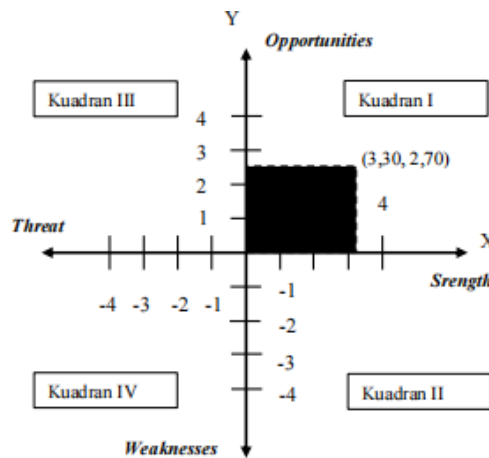 Y
Opportunities
Kuadran III
Kuadran I
4
3
(3,30, 2,70)
2
4
1
Threat
X
-4 -3 -2 -1
Srength
-1
-2
-3
-4
Kuadran IV
Kuadran II
Weaknesses